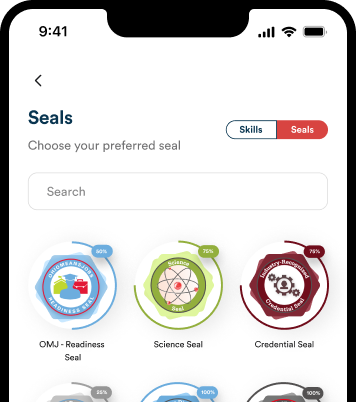 9:41
Seals
Skills
Seals
Choose your preferred seal
Search
50%
75%
75%
OHIOMEANSJOBS
READINESS SEAL
Science
Seal
Industry-Recognized
Credential Seal
OMJ - Readiness
Seal
Science Seal
Credential Seal
55%
100%
100%